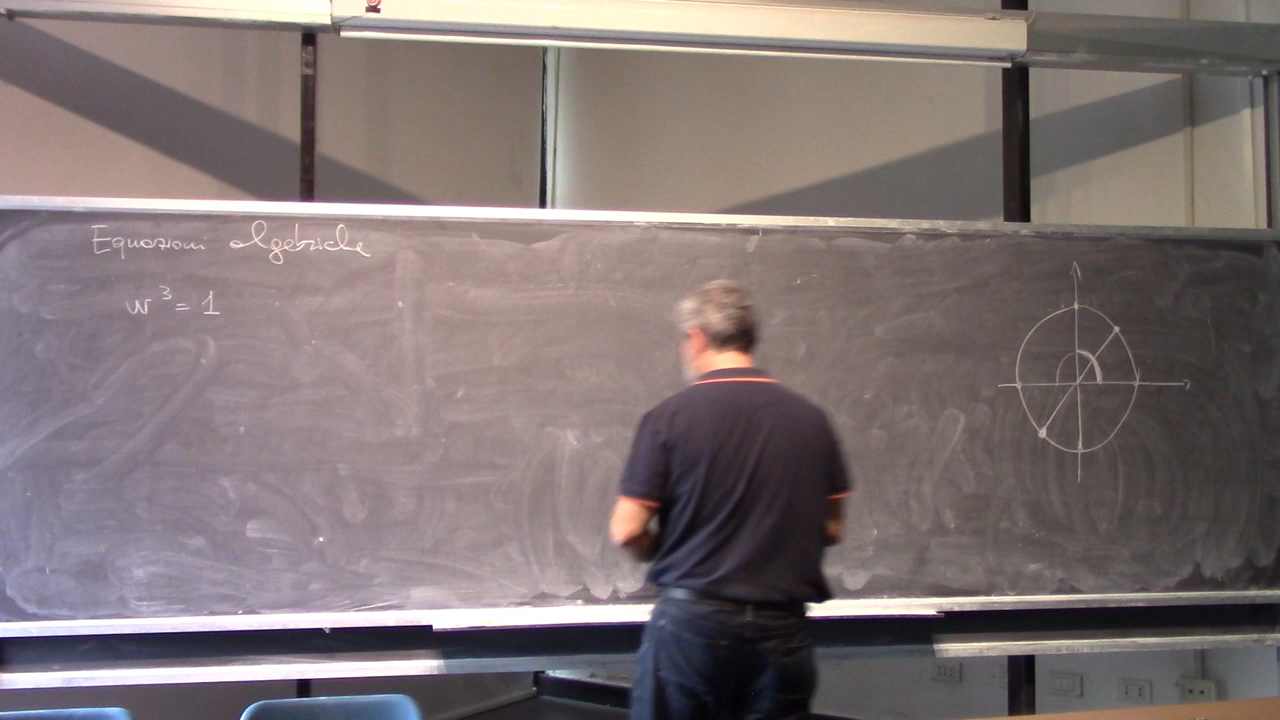 Equazioni algebriche
w³ = 1